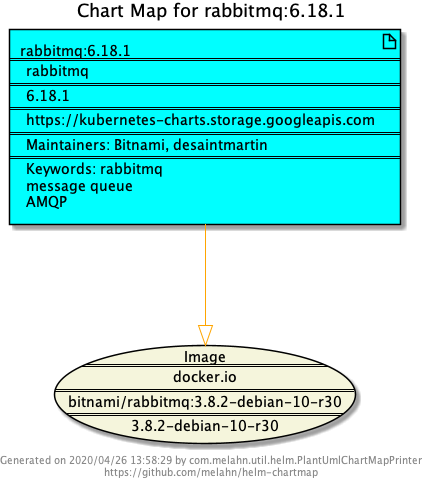 Chart Map for rabbitmq:6.18.1
rabbitmq:6.18.1
rabbitmq
6.18.1
https://kubernetes-charts.storage.googleapis.com
Maintainers: Bitnami, desaintmartin
Keywords: rabbitmq
message queue
AMQP
Image
docker.io
bitnami/rabbitmq:3.8.2-debian-10-r30
3.8.2-debian-10-r30
Generated on 2020/04/26 13:58:29 by com.melahn.util.helm.PlantUmlChartMapPrinter
https://github.com/melahn/helm-chartmap